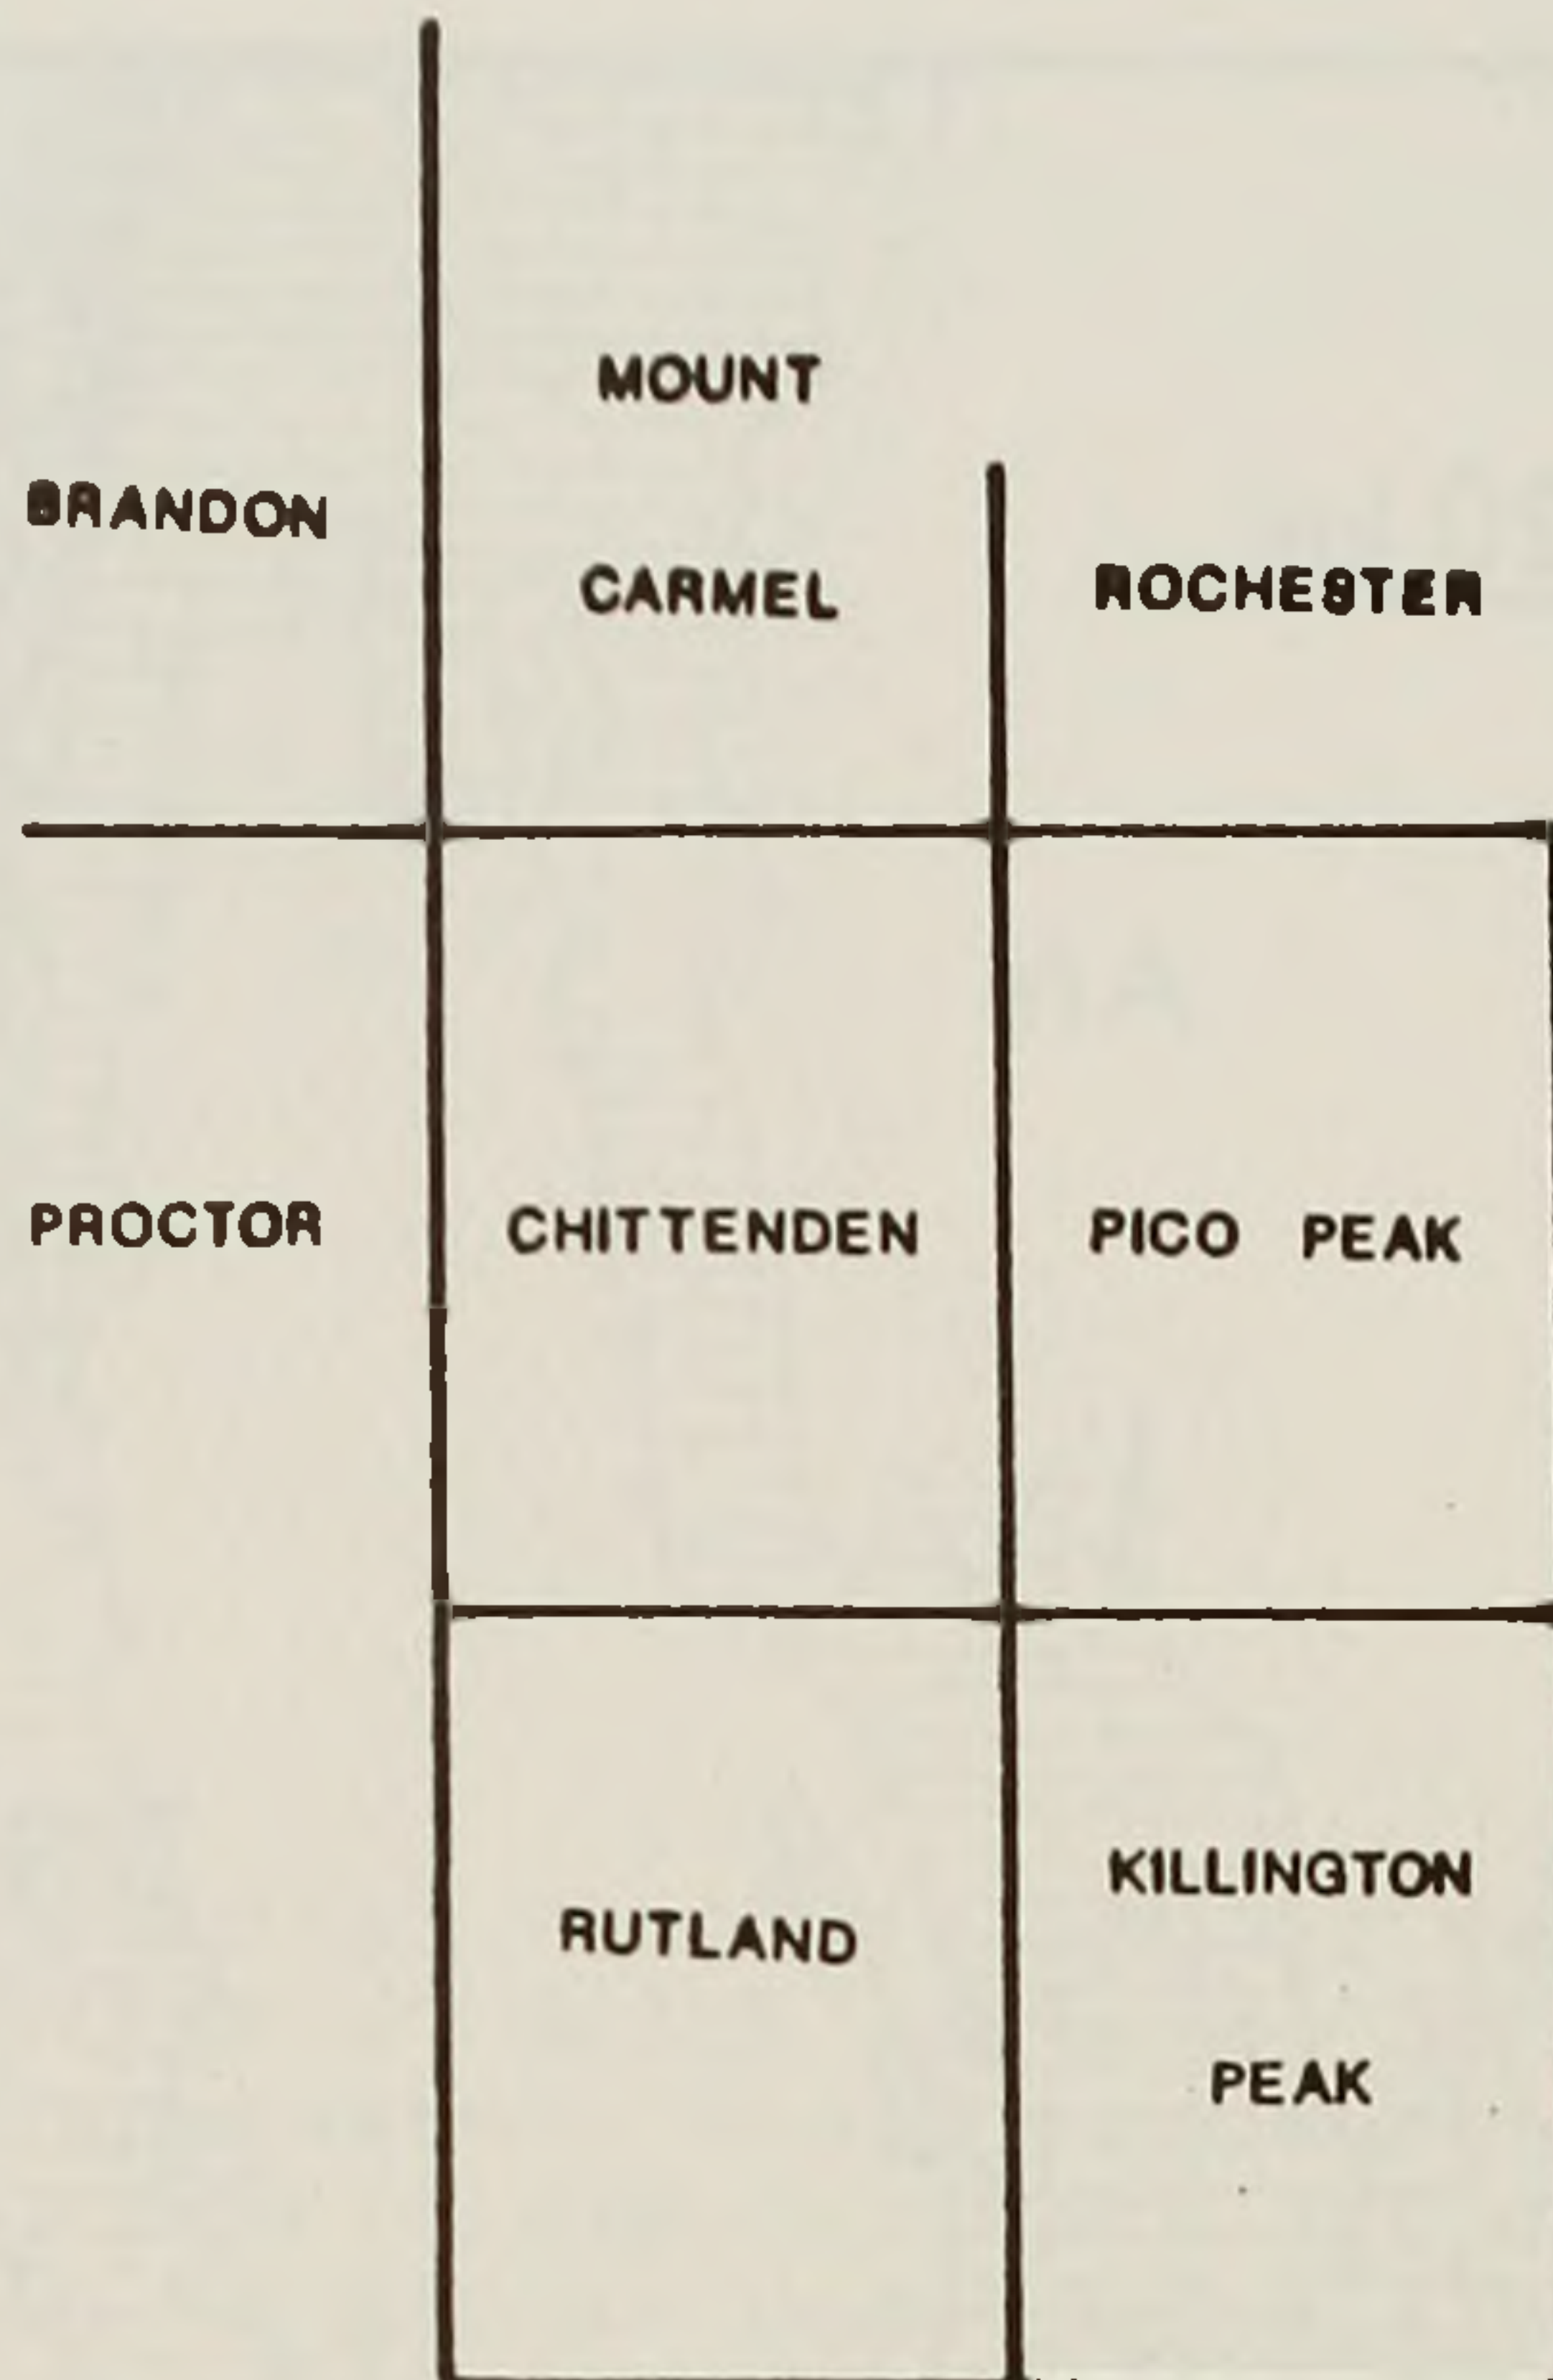 MOUNT
BRANDON
CARMEL
ROCHESTER
PROCTOR
CHITTENDEN
PICO PEAK
RUTLAND
KILLINGTON
PEAK